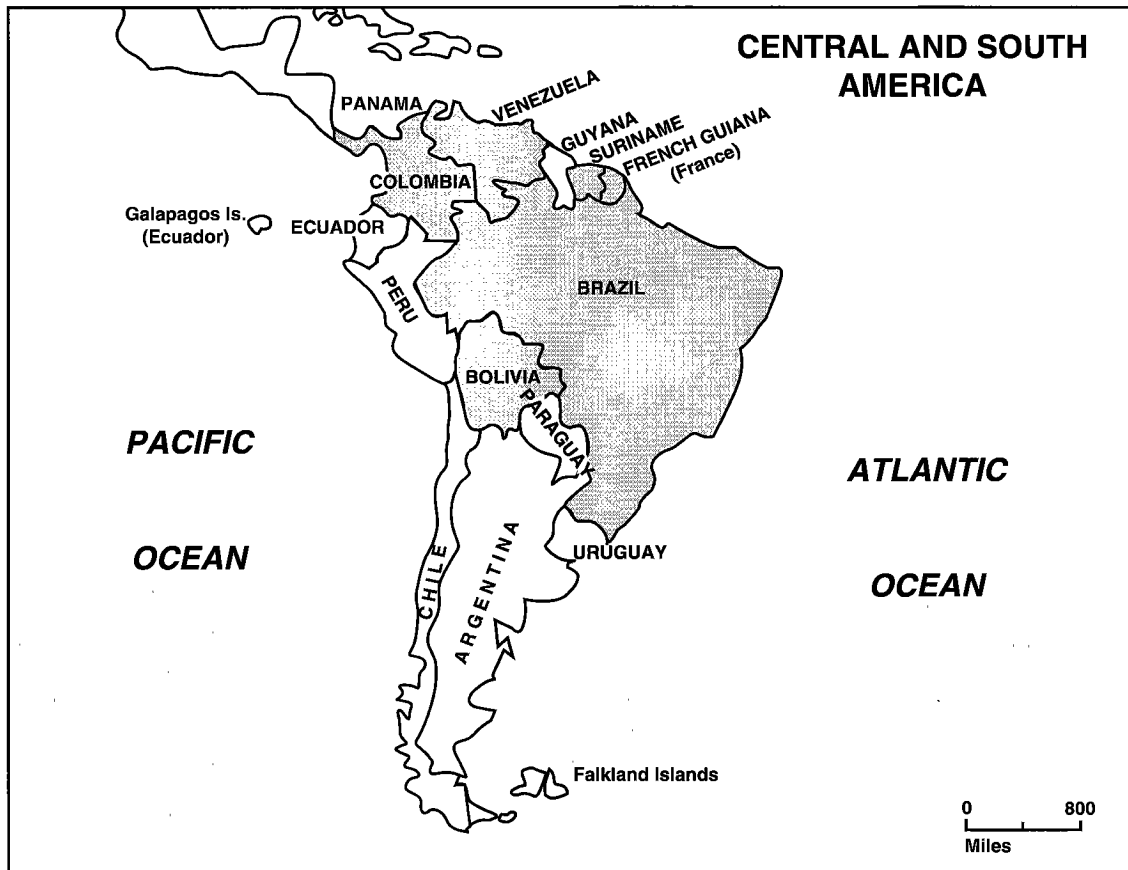 CENTRAL AND SOUTH
AMERICA
PANAMA
VENEZUELA
GUYANA
SURINAME
FRENCH GUIANA
(France)
COLOMBIA
Galapagos Is.
(Ecuador)
ECUADOR
PERU
BRAZIL
BOLIVIA
PARAGUAY
PACIFIC
OCEAN
ATLANTIC
OCEAN
CHILE
ARGENTINA
URUGUAY
Falkland Islands
0 800
Miles